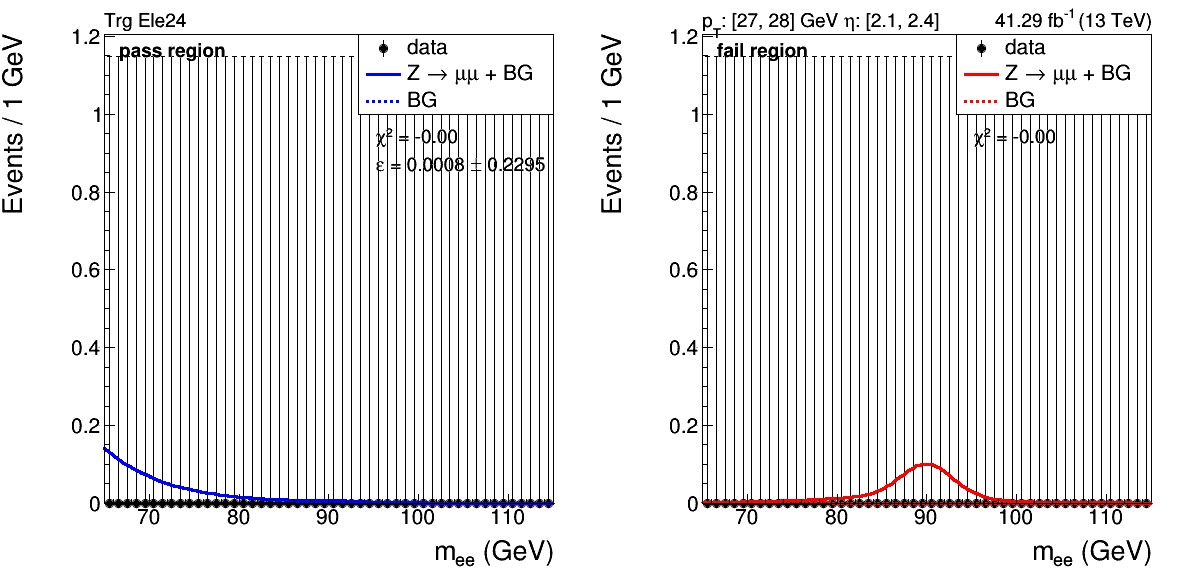 Trg Ele24
pass region
data
Z → μμ + BG
BG
χ² = -0.00
ε = 0.0008 ± 0.2295
Events / 1 GeV
1.2
1
0.8
0.6
0.4
0.2
0
70 80 90 100 110
m_ee (GeV)
p_T: [27, 28] GeV η: [2.1, 2.4] 41.29 fb⁻¹ (13 TeV)
fail region
data
Z → μμ + BG
BG
χ² = -0.00
Events / 1 GeV
1.2
1
0.8
0.6
0.4
0.2
0
70 80 90 100 110
m_ee (GeV)